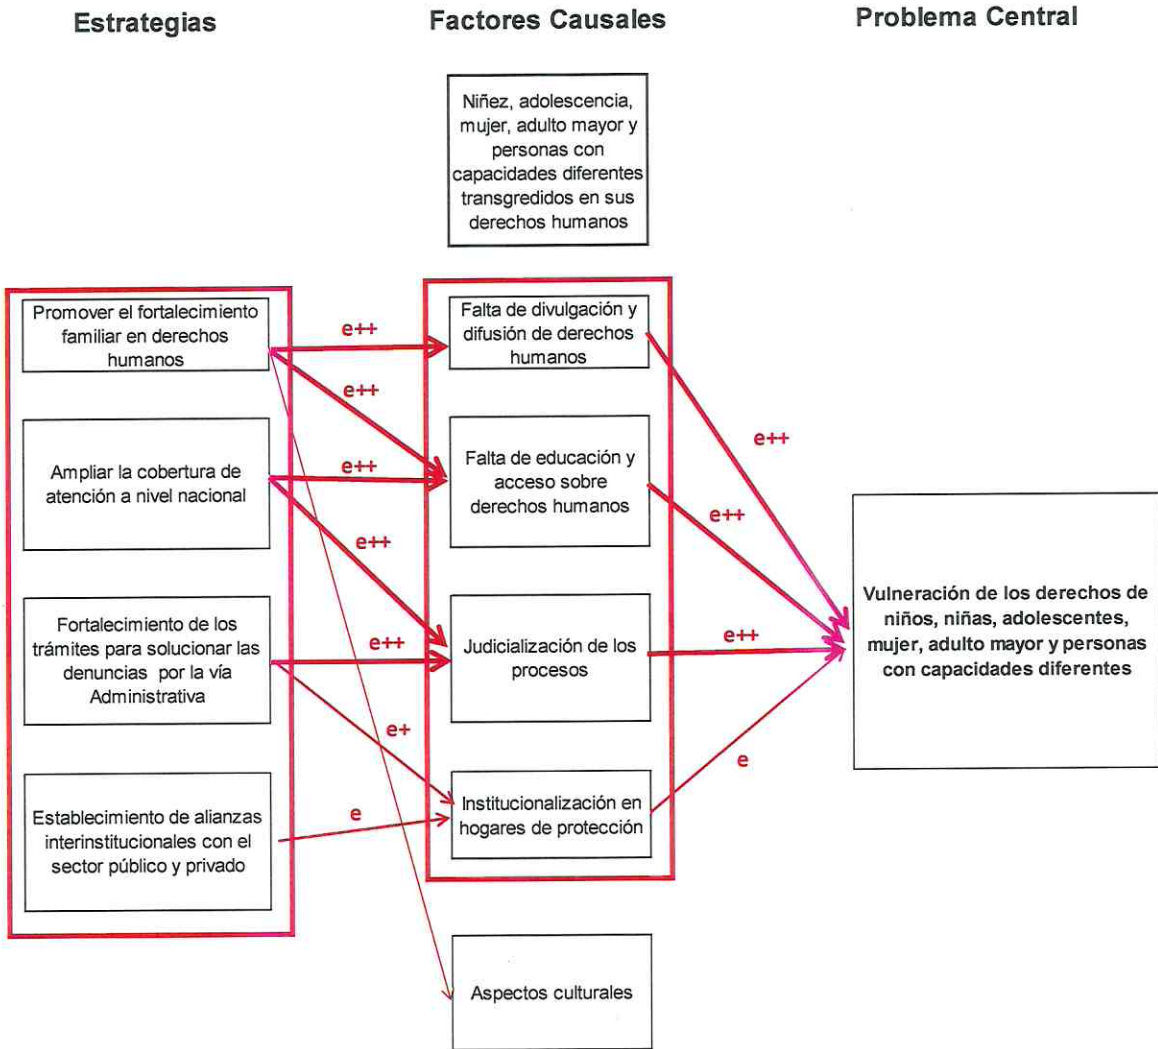 Estrategias
Factores Causales
Problema Central
Niñez, adolescencia,
mujer, adulto mayor y
personas con
capacidades diferentes
transgredidos en sus
derechos humanos
Promover el fortalecimiento
familiar en derechos
humanos
e++
Falta de divulgación y
difusión de derechos
humanos
e++
e++
Ampliar la cobertura de
atención a nivel nacional
e++
Falta de educación y
acceso sobre
derechos humanos
e++
e++
Fortalecimiento de los
trámites para solucionar las
denuncias por la vía
Administrativa
e++
Judicialización de los
procesos
e++
Vulneración de los derechos de
niños, niñas, adolescentes,
mujer, adulto mayor y personas
con capacidades diferentes
e+
Establecimiento de alianzas
interinstitucionales con el
sector público y privado
e
Institucionalización en
hogares de protección
e
Aspectos culturales